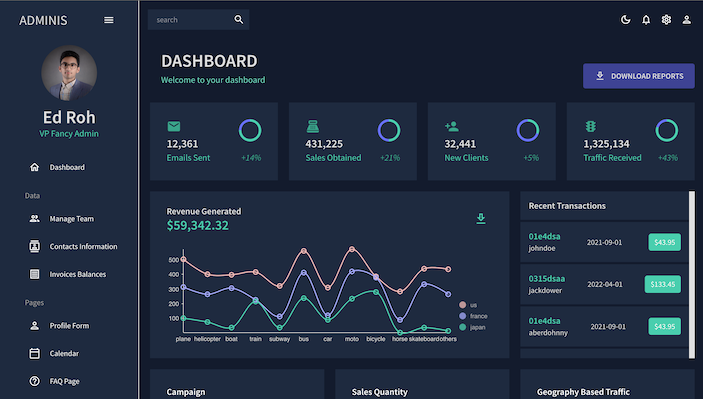 ADMINIS
search
Ed Roh
VP Fancy Admin
Dashboard
Data
Manage Team
Contacts Information
Invoices Balances
Pages
Profile Form
Calendar
FAQ Page
DASHBOARD
Welcome to your dashboard
DOWNLOAD REPORTS
12,361
Emails Sent +14%
431,225
Sales Obtained +21%
32,441
New Clients +5%
1,325,134
Traffic Received +43%
Revenue Generated
$59,342.32
500
400
300
200
100
plane helicopter boat train subway bus car moto bicycle horse skateboard others
us
france
japan
Recent Transactions
01e4dsa
johndoe 2021-09-01 $43.95
0315dsaa
jackdower 2022-04-01 $133.45
01e4dsa
aberdohnny 2021-09-01 $43.95
Campaign
Sales Quantity
Geography Based Traffic